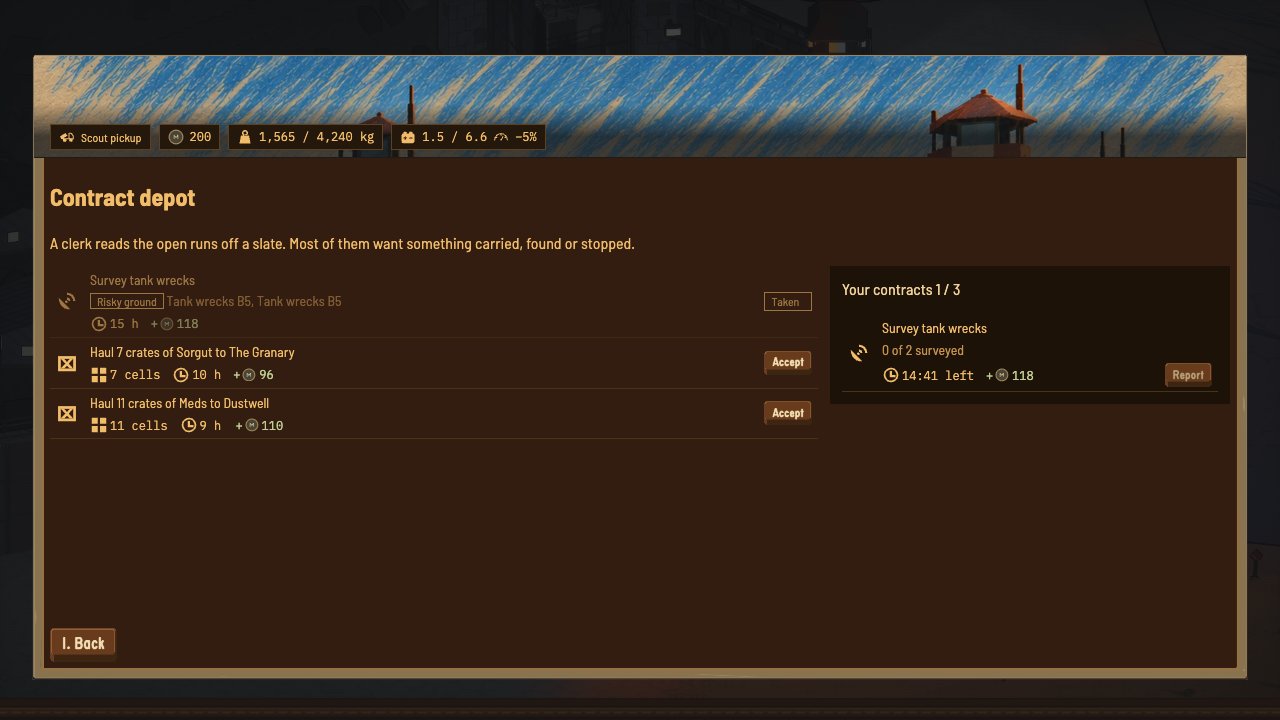 Scout pickup
M 200
1,565 / 4,240 kg
1.5 / 6.6 −5%
Contract depot
A clerk reads the open runs off a slate. Most of them want something carried, found or stopped.
Survey tank wrecks
Risky ground Tank wrecks B5, Tank wrecks B5
15 h + M 118
Taken
Haul 7 crates of Sorgut to The Granary
7 cells 10 h + M 96
Accept
Haul 11 crates of Meds to Dustwell
11 cells 9 h + M 110
Accept
Your contracts 1 / 3
Survey tank wrecks
0 of 2 surveyed
14:41 left + M 118
Report
1. Back